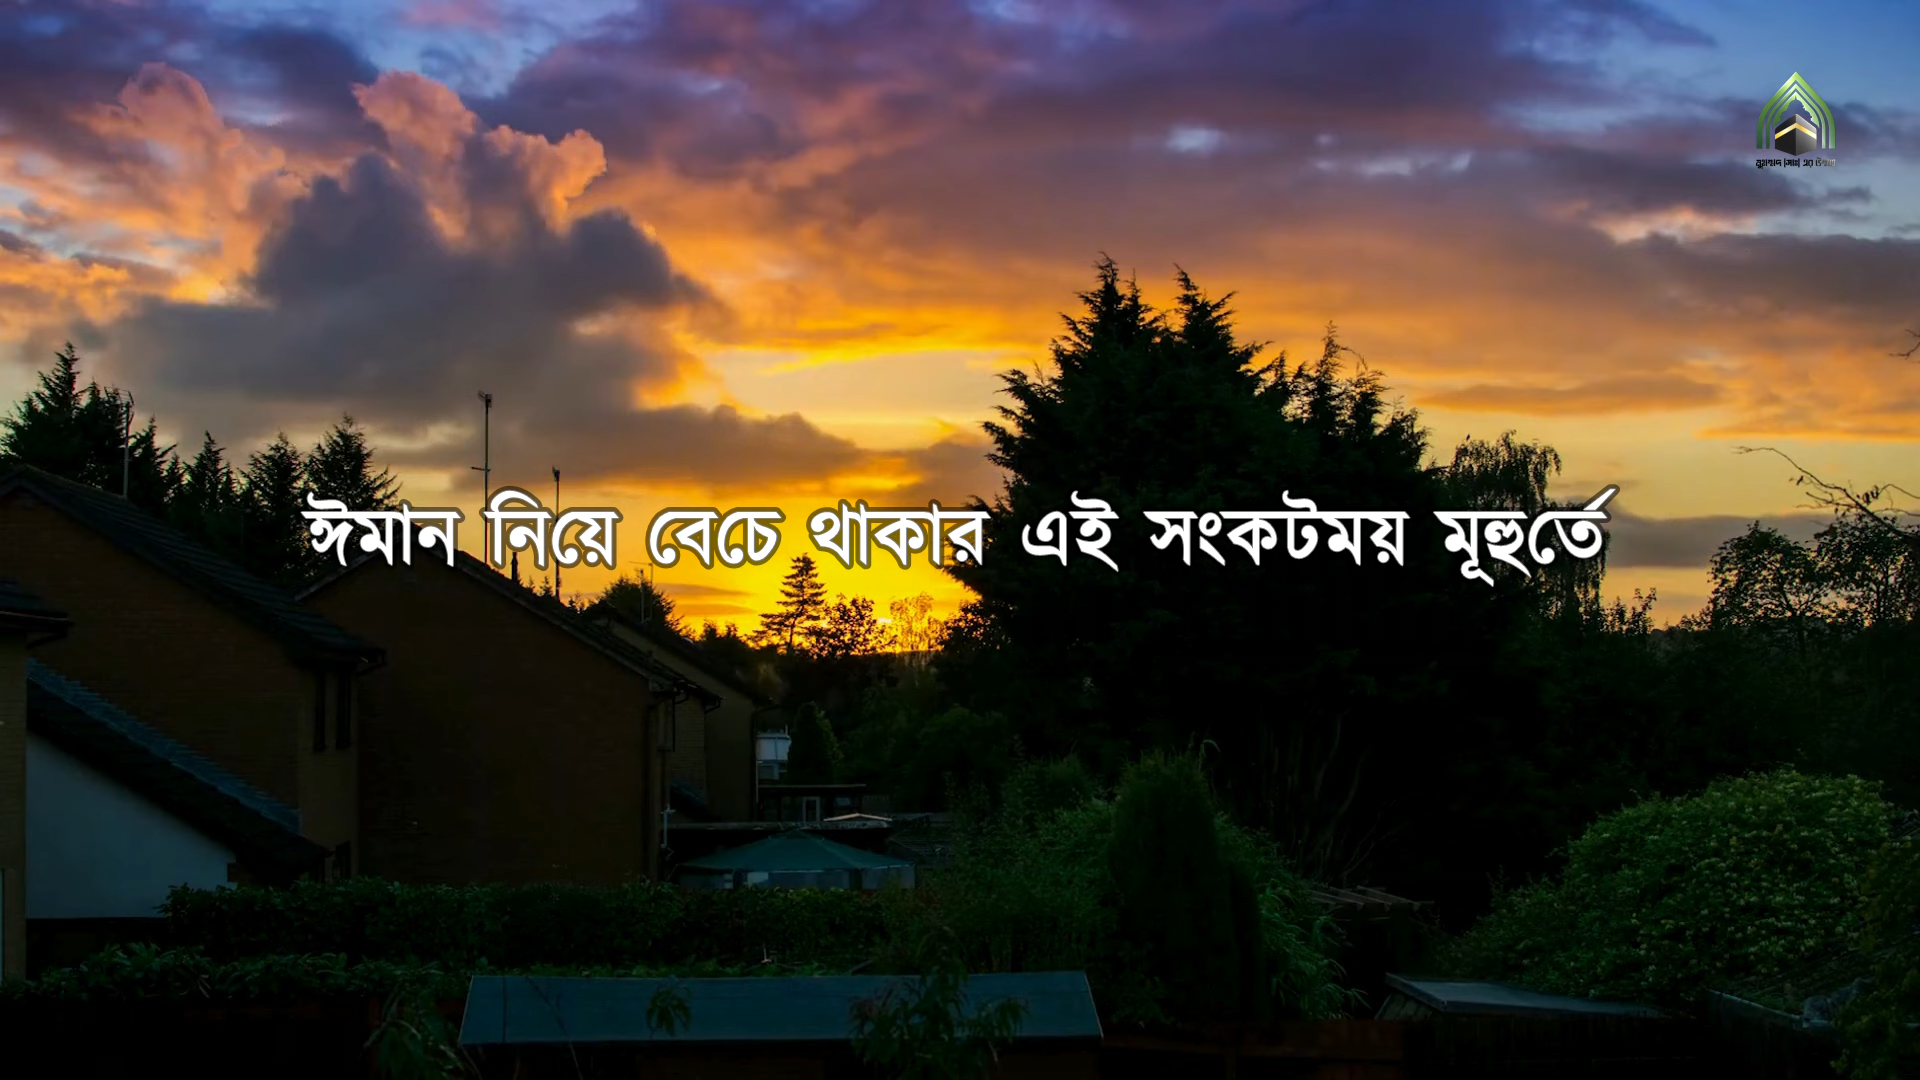 ঈমান নিয়ে বেচে থাকার এই সংকটময় মূহুর্তে